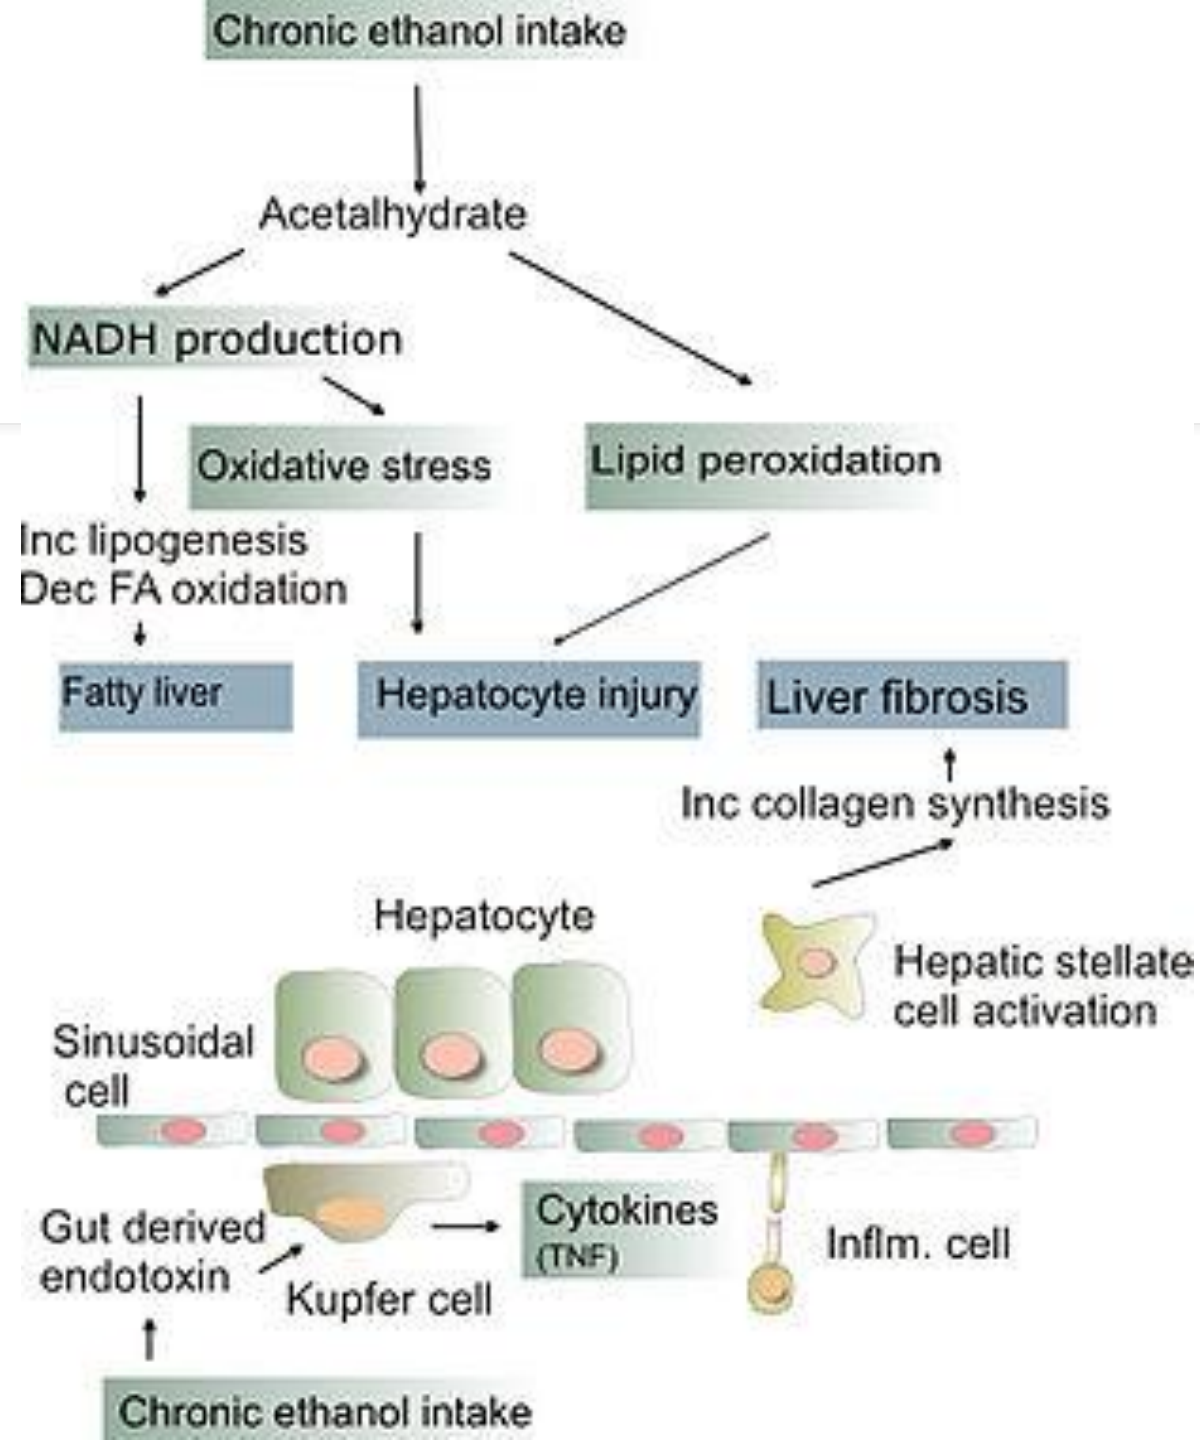 Chronic ethanol intake
Acetalhydrate
NADH production
Oxidative stress
Lipid peroxidation
Inc lipogenesis
Dec FA oxidation
Fatty liver
Hepatocyte injury
Liver fibrosis
Inc collagen synthesis
Hepatocyte
Hepatic stellate
cell activation
Sinusoidal
cell
Cytokines
(TNF)
Gut derived
endotoxin
Inflm. cell
Kupfer cell
Chronic ethanol intake